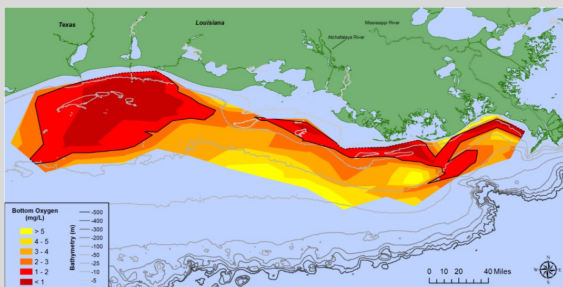 Texas
Louisiana
Mississippi River
Atchafalaya River
Bottom Oxygen
(mg/L)
> 5
4 - 5
3 - 4
2 - 3
1 - 2
< 1
Bathymetry (m)
-500
-400
-300
-200
-100
-50
-25
-10
-5
0 10 20 40 Miles
N
W E
S